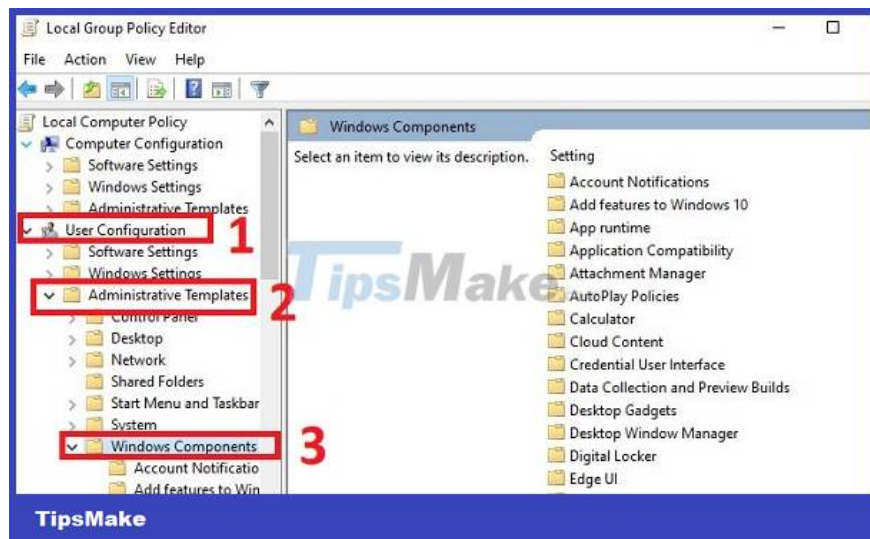 Local Group Policy Editor
File Action View Help
Local Computer Policy
Computer Configuration
Software Settings
Windows Settings
Administrative Templates
User Configuration
1
Software Settings
Windows Settings
Administrative Templates
2
Control Panel
Desktop
Network
Shared Folders
Start Menu and Taskbar
System
Windows Components
3
Account Notificatio
Add features to Win
Windows Components
Select an item to view its description.
Setting
Account Notifications
Add features to Windows 10
App runtime
Application Compatibility
Attachment Manager
AutoPlay Policies
Calculator
Cloud Content
Credential User Interface
Data Collection and Preview Builds
Desktop Gadgets
Desktop Window Manager
Digital Locker
Edge UI
TipsMake
TipsMake